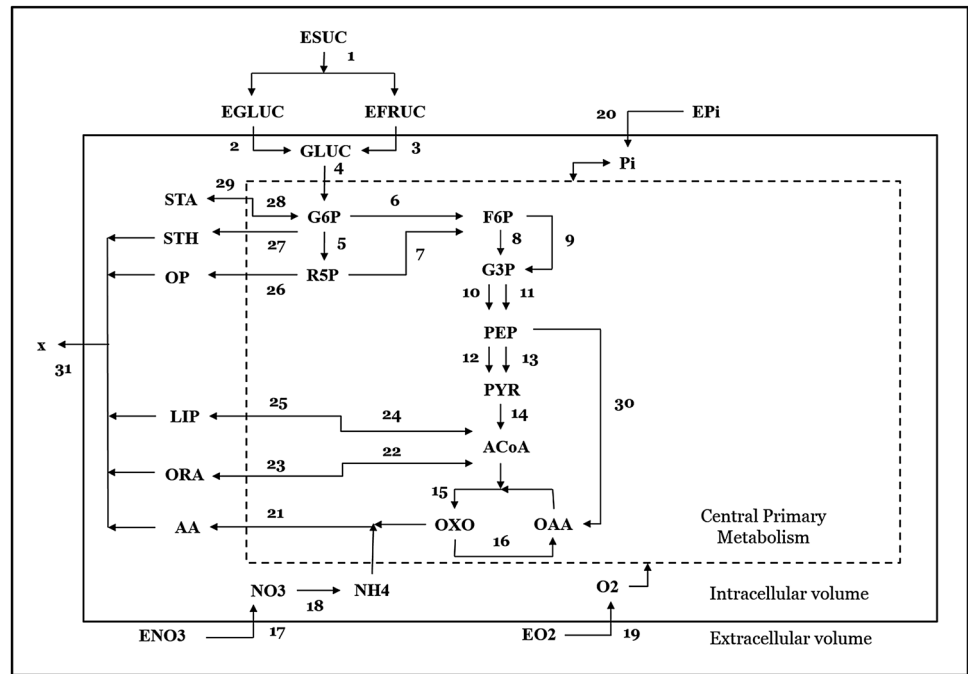 ESUC
1
EGLUC
EFRUC
20
EPi
2
GLUC
3
4
Pi
29
STA
28
G6P
6
F6P
STH
27
5
7
8
9
OP
26
R5P
G3P
10
11
x
31
PEP
12
13
PYR
30
25
24
14
LIP
ACoA
23
22
ORA
15
21
AA
OXO
OAA
16
Central Primary
Metabolism
NO3
18
NH4
O2
Intracellular volume
ENO3
17
EO2
19
Extracellular volume